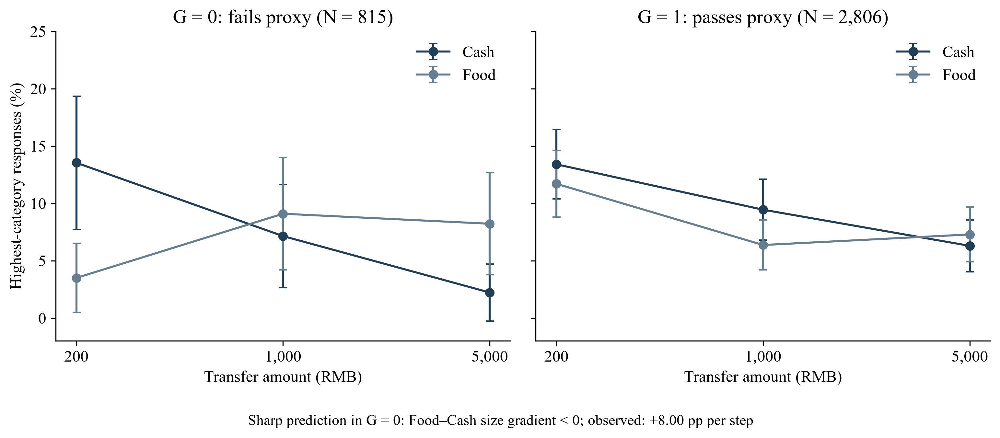 G = 0: fails proxy (N = 815)
G = 1: passes proxy (N = 2,806)
Highest-category responses (%)
25
20
15
10
5
0
Cash
Food
Cash
Food
200
1,000
5,000
200
1,000
5,000
Transfer amount (RMB)
Transfer amount (RMB)
Sharp prediction in G = 0: Food–Cash size gradient < 0; observed: +8.00 pp per step